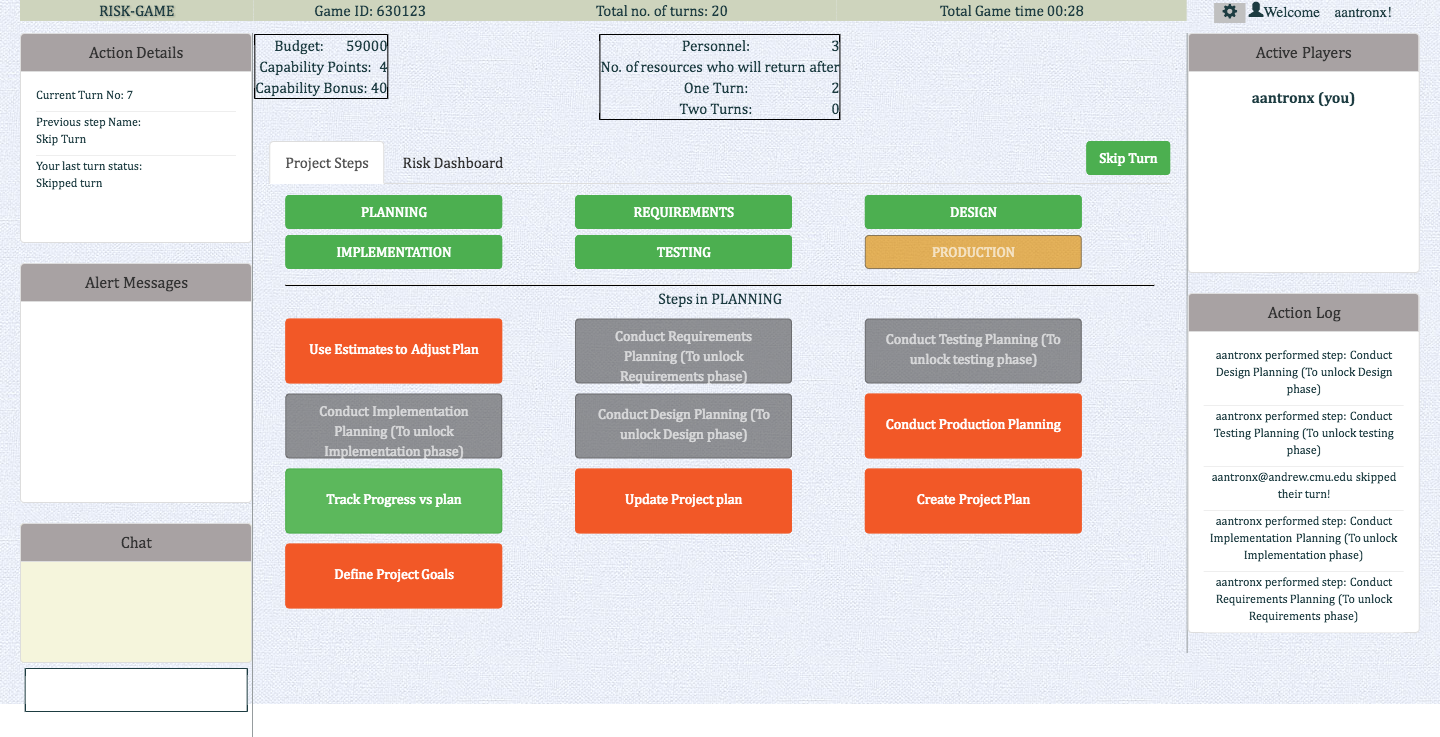 RISK-GAME
Game ID: 630123
Total no. of turns: 20
Total Game time 00:28
Welcome aantronx!
Action Details
Current Turn No: 7
Previous step Name:
Skip Turn
Your last turn status:
Skipped turn
Alert Messages
Chat
Budget: 59000
Capability Points: 4
Capability Bonus: 40
Personnel: 3
No. of resources who will return after
One Turn: 2
Two Turns: 0
Project Steps
Risk Dashboard
Skip Turn
PLANNING
REQUIREMENTS
DESIGN
IMPLEMENTATION
TESTING
PRODUCTION
Steps in PLANNING
Use Estimates to Adjust Plan
Conduct Requirements
Planning (To unlock
Requirements phase)
Conduct Testing Planning (To
unlock testing phase)
Conduct Implementation
Planning (To unlock
Implementation phase)
Conduct Design Planning (To
unlock Design phase)
Conduct Production Planning
Track Progress vs plan
Update Project plan
Create Project Plan
Define Project Goals
Active Players
aantronx (you)
Action Log
aantronx performed step: Conduct
Design Planning (To unlock Design
phase)
aantronx performed step: Conduct
Testing Planning (To unlock testing
phase)
aantronx@andrew.cmu.edu skipped
their turn!
aantronx performed step: Conduct
Implementation Planning (To unlock
Implementation phase)
aantronx performed step: Conduct
Requirements Planning (To unlock
Requirements phase)